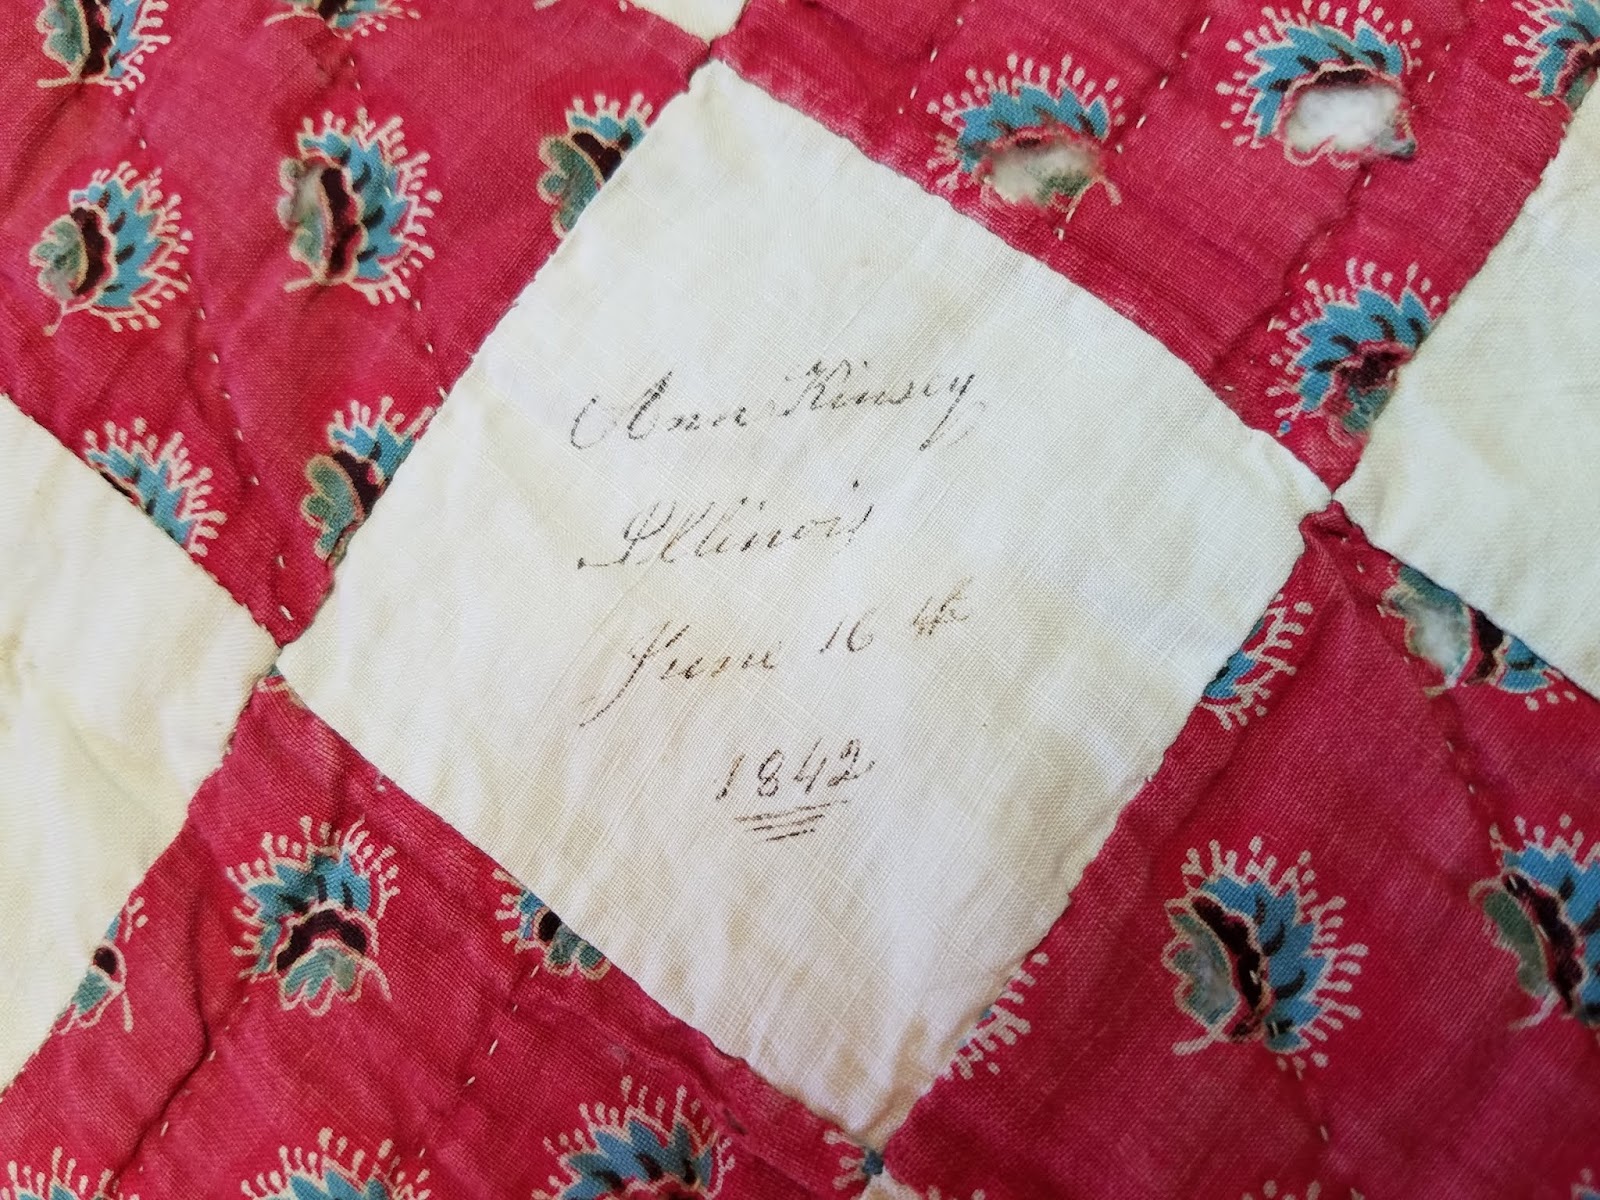 Ann Kinsey
Illinois
June 16th
1842